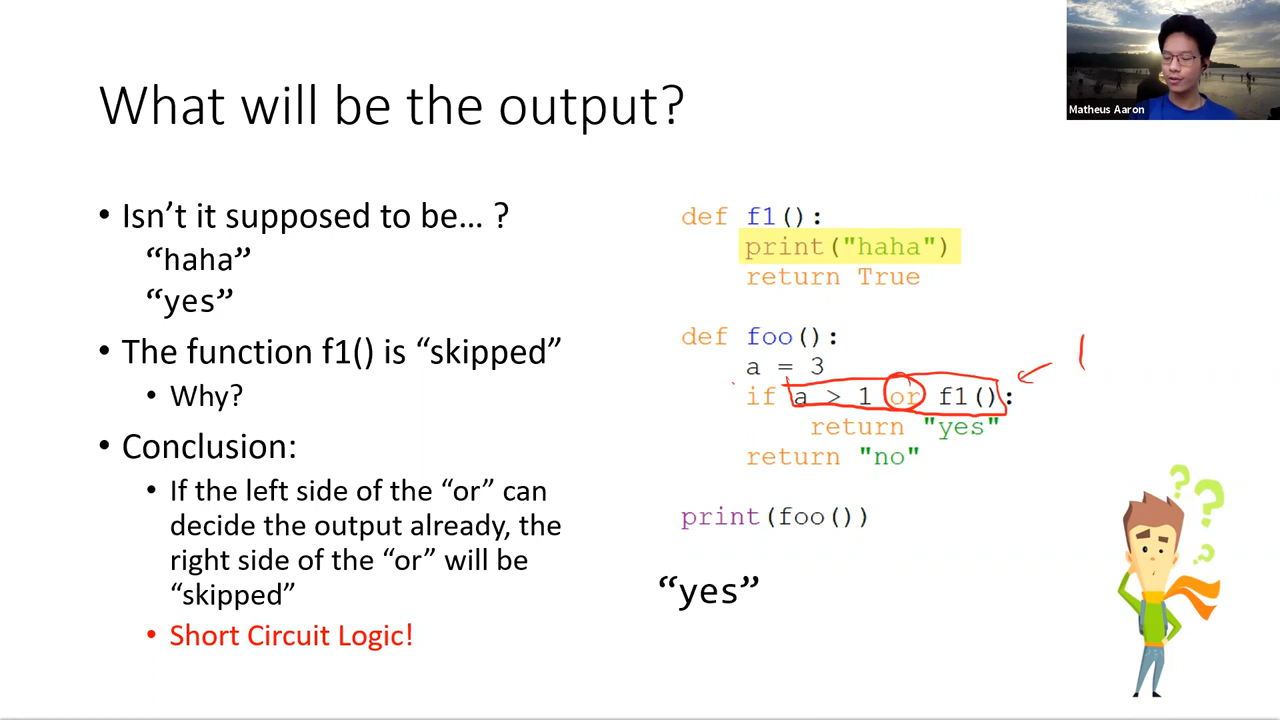 Matheus Aaron
What will be the output?
• Isn’t it supposed to be… ?
“haha”
“yes”
• The function f1() is “skipped”
• Why?
• Conclusion:
• If the left side of the “or” can
decide the output already, the
right side of the “or” will be
“skipped”
• Short Circuit Logic!
def f1():
    print("haha")
    return True
def foo():
    a = 3
    if a > 1 or f1():
        return "yes"
    return "no"
print(foo())
“yes”